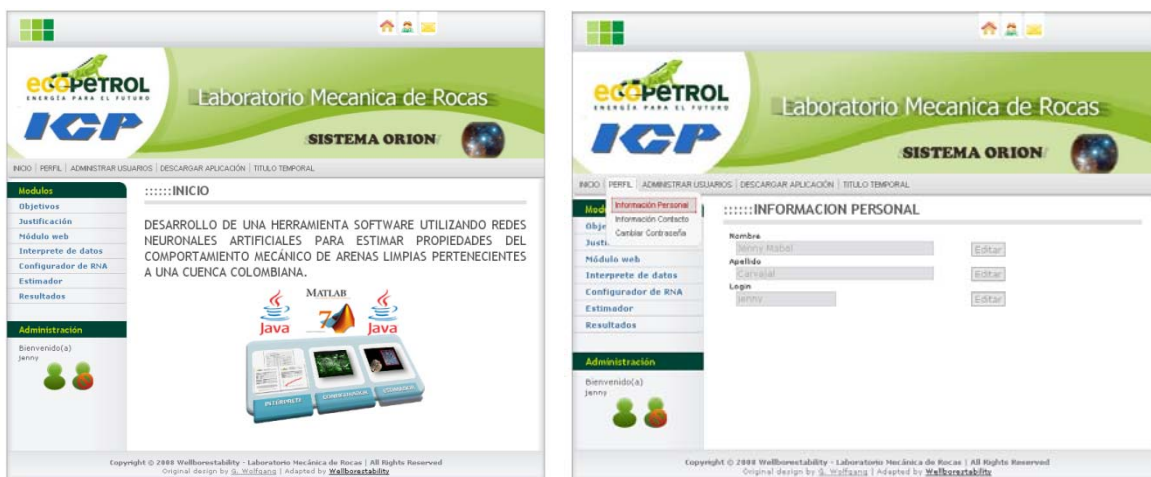 ecoPETROL
ENERGÍA PARA EL FUTURO
ICP
Laboratorio Mecanica de Rocas
SISTEMA ORION
INICIO | PERFIL | ADMINISTRAR USUARIOS | DESCARGAR APLICACIÓN | TITULO TEMPORAL
Modulos
Objetivos
Justificación
Módulo web
Interprete de datos
Configurador de RNA
Estimador
Resultados
Administración
Bienvenido(a)
jenny
::::::INICIO
DESARROLLO DE UNA HERRAMIENTA SOFTWARE UTILIZANDO REDES
NEURONALES ARTIFICIALES PARA ESTIMAR PROPIEDADES DEL
COMPORTAMIENTO MECÁNICO DE ARENAS LIMPIAS PERTENECIENTES
A UNA CUENCA COLOMBIANA.
MATLAB
Java
7
Java
Copyright © 2008 Wellborestability - Laboratorio Mecánica de Rocas | All Rights Reserved
Original design by G. Wolfgang | Adapted by Wellborestability
ecoPETROL
ENERGÍA PARA EL FUTURO
ICP
Laboratorio Mecanica de Rocas
SISTEMA ORION
INICIO | PERFIL | ADMINISTRAR USUARIOS | DESCARGAR APLICACIÓN | TITULO TEMPORAL
Información Personal
Información Contacto
Cambiar Contraseña
Módulo web
Interprete de datos
Configurador de RNA
Estimador
Resultados
Administración
Bienvenido(a)
jenny
::::::INFORMACION PERSONAL
Nombre
Jenny Mabel Editar
Apellido
Carvajal Editar
Login
jenny Editar
Copyright © 2008 Wellborestability - Laboratorio Mecánica de Rocas | All Rights Reserved
Original design by G. Wolfgang | Adapted by Wellborestability